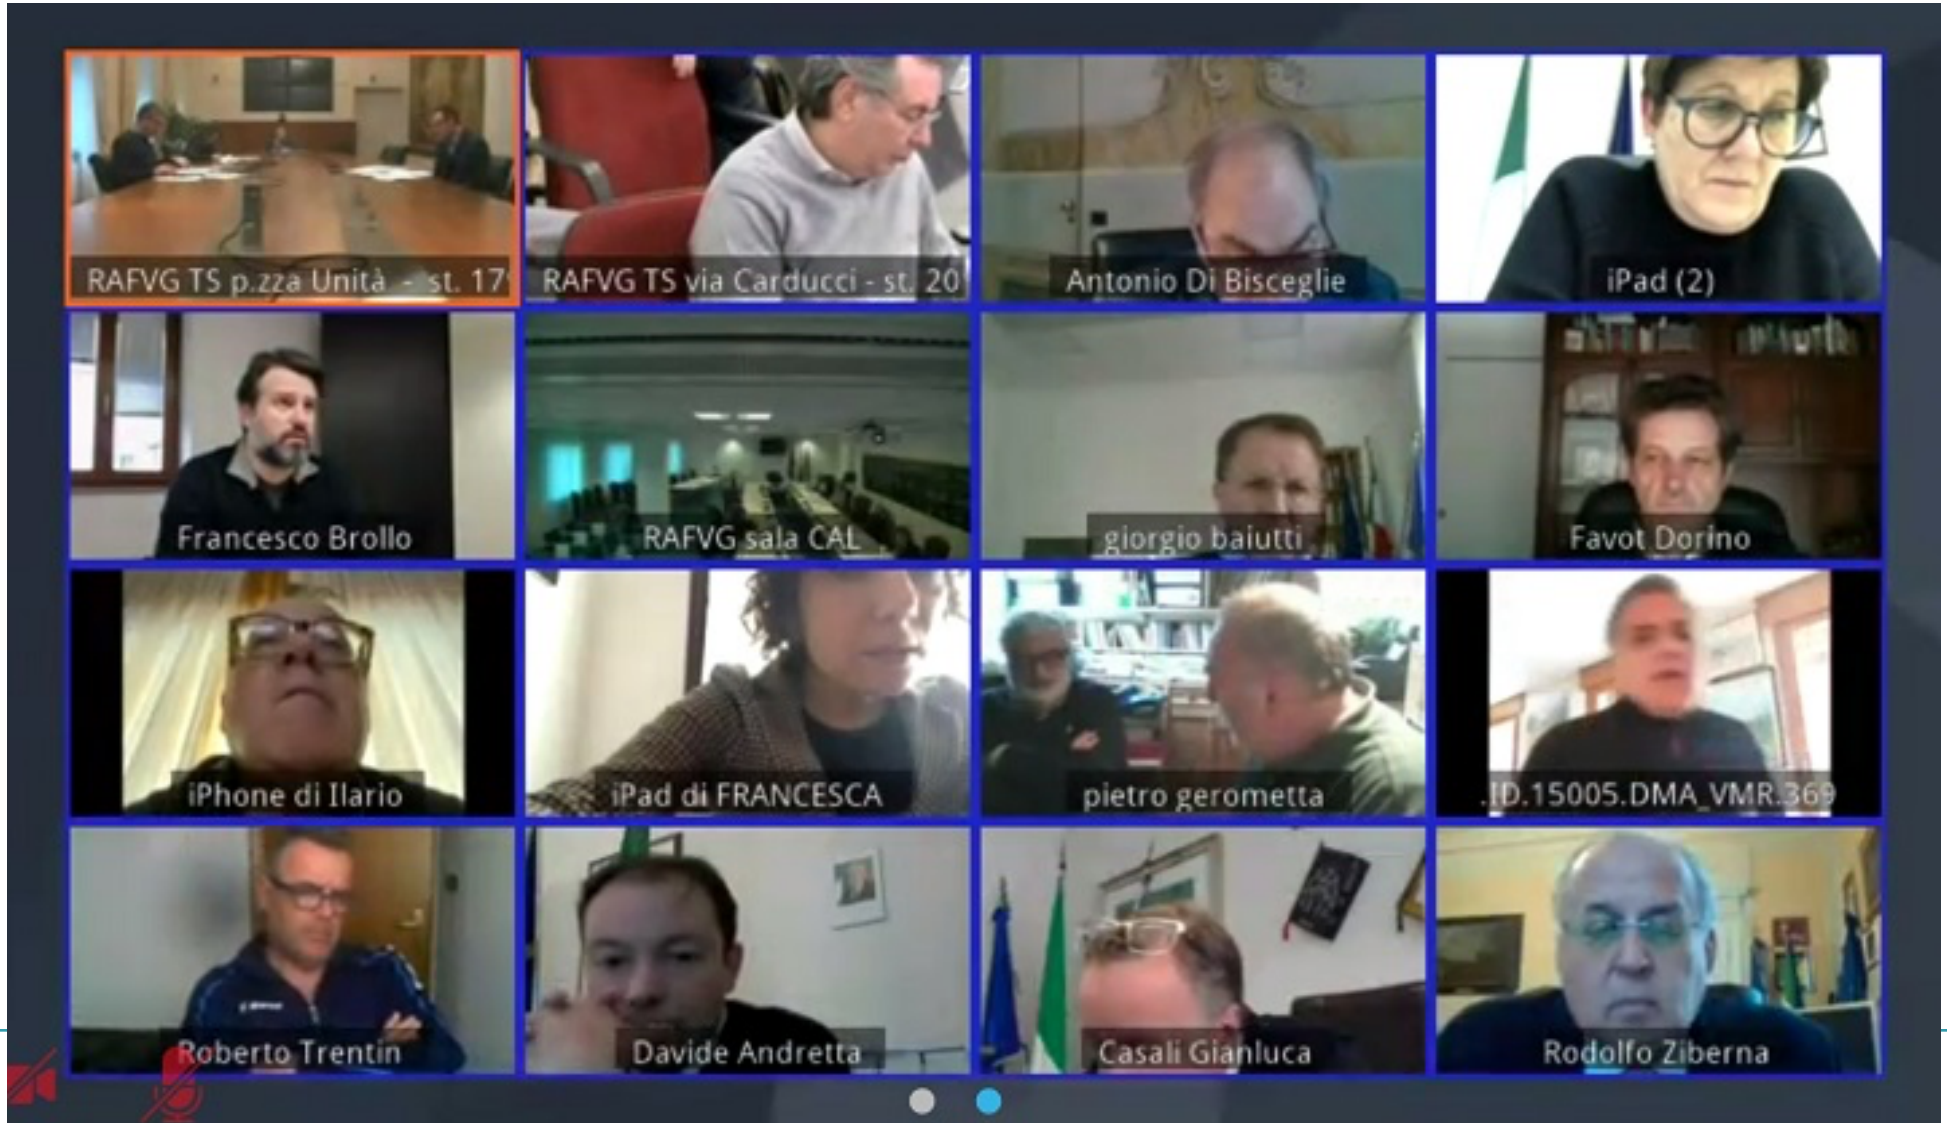 RAFVG TS p.zza Unità - st. 17
RAFVG TS via Carducci - st. 20
Antonio Di Bisceglie
iPad (2)
Francesco Brollo
RAFVG sala CAL
giorgio baiutti
Favot Dorino
iPhone di Ilario
iPad di FRANCESCA
pietro gerometta
.ID.15005.DMA_VMR.369
Roberto Trentin
Davide Andretta
Casali Gianluca
Rodolfo Ziberna